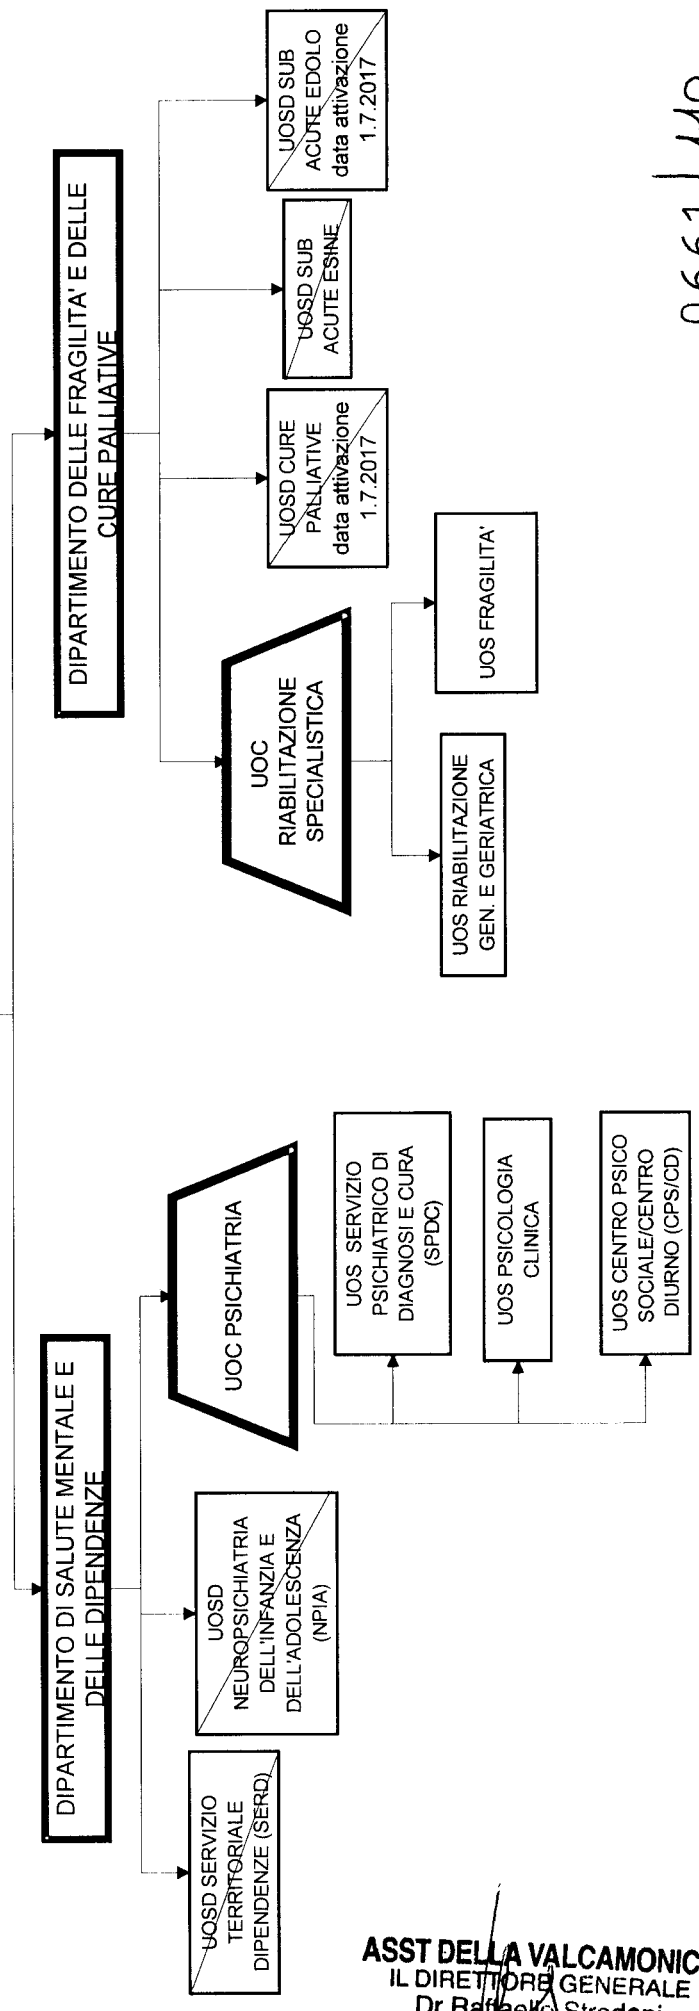 DIPARTIMENTO DI SALUTE MENTALE E
DELLE DIPENDENZE
UOSD SERVIZIO
TERRITORIALE
DIPENDENZE (SERD)
UOSD
NEUROPSICHIATRIA
DELL'INFANZIA E
DELL'ADOLESCENZA
(NPIA)
UOC PSICHIATRIA
UOS SERVIZIO
PSICHIATRICO DI
DIAGNOSI E CURA
(SPDC)
UOS PSICOLOGIA
CLINICA
UOS CENTRO PSICO
SOCIALE/CENTRO
DIURNO (CPS/CD)
DIPARTIMENTO DELLE FRAGILITA' E DELLE
CURE PALLIATIVE
UOC
RIABILITAZIONE
SPECIALISTICA
UOS RIABILITAZIONE
GEN. E GERIATRICA
UOS FRAGILITA'
UOSD CURE
PALLIATIVE
data attivazione
1.7.2017
UOSD SUB
ACUTE ESINE
UOSD SUB
ACUTE EDOLO
data attivazione
1.7.2017
ASST DELLA VALCAMONIC
IL DIRETTORE GENERALE
Dr. Raffaello Stradoni